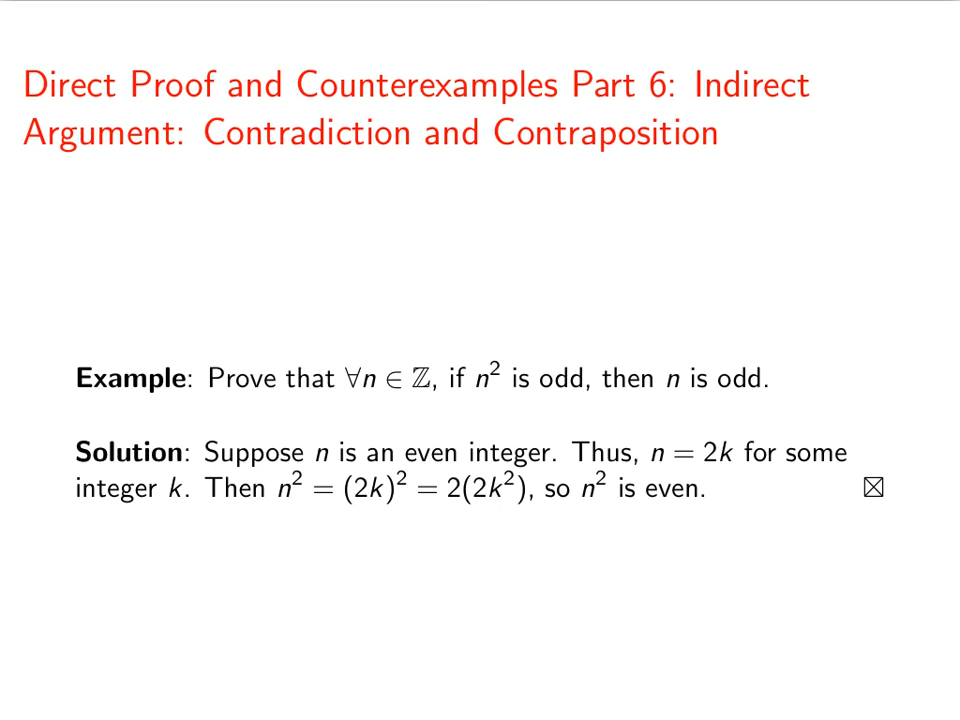 Direct Proof and Counterexamples Part 6: Indirect
Argument: Contradiction and Contraposition
Example: Prove that ∀n ∈ ℤ, if n² is odd, then n is odd.
Solution: Suppose n is an even integer. Thus, n = 2k for some
integer k. Then n² = (2k)² = 2(2k²), so n² is even. ☒